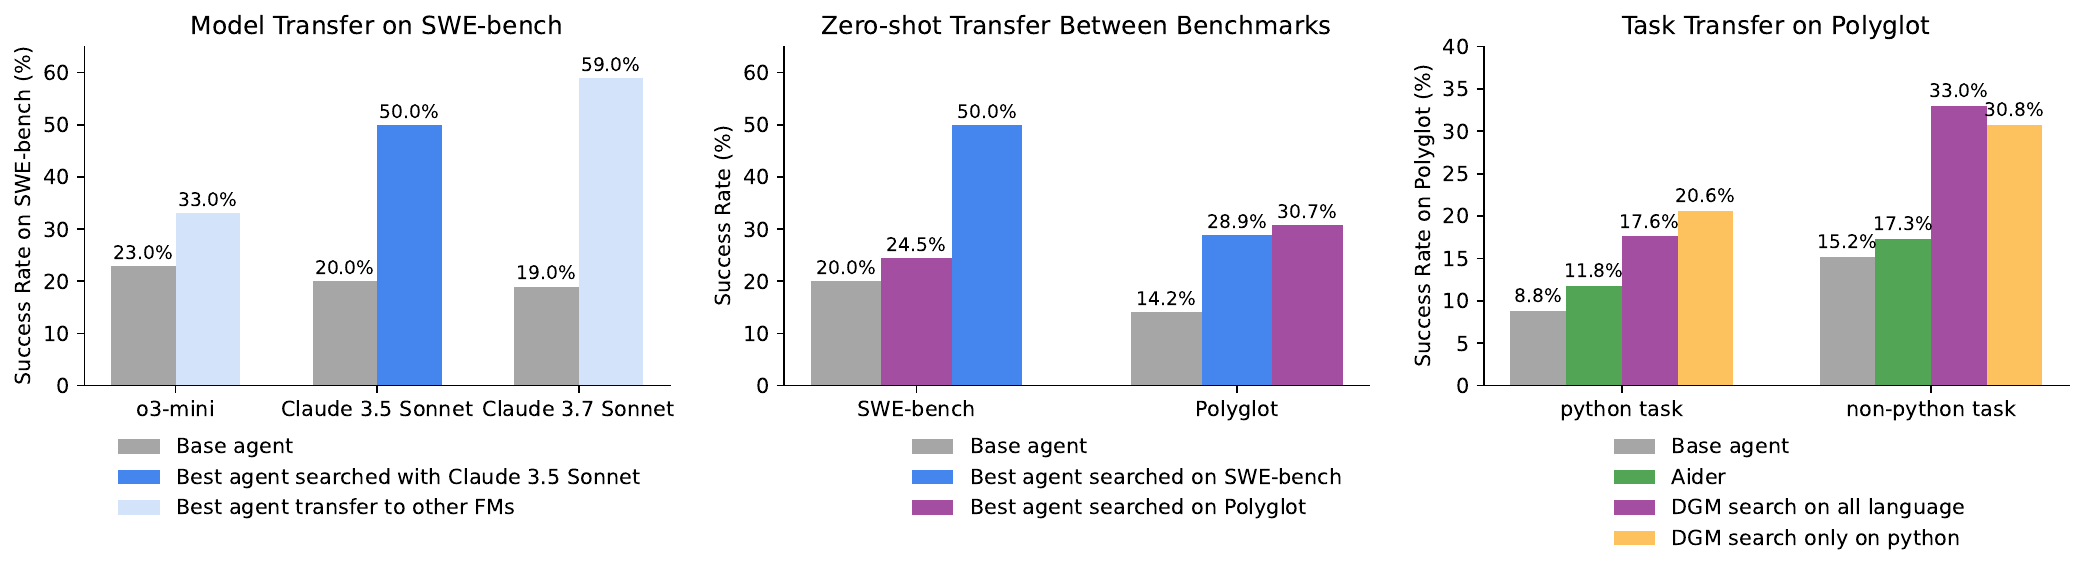 Model Transfer on SWE-bench
Success Rate on SWE-bench (%)
60
50
40
30
20
10
0
23.0%
33.0%
20.0%
50.0%
19.0%
59.0%
o3-mini
Claude 3.5 Sonnet
Claude 3.7 Sonnet
Base agent
Best agent searched with Claude 3.5 Sonnet
Best agent transfer to other FMs
Zero-shot Transfer Between Benchmarks
Success Rate (%)
60
50
40
30
20
10
0
20.0%
24.5%
50.0%
14.2%
28.9%
30.7%
SWE-bench
Polyglot
Base agent
Best agent searched on SWE-bench
Best agent searched on Polyglot
Task Transfer on Polyglot
Success Rate on Polyglot (%)
40
35
30
25
20
15
10
5
0
8.8%
11.8%
17.6%
20.6%
15.2%
17.3%
33.0%
30.8%
python task
non-python task
Base agent
Aider
DGM search on all language
DGM search only on python